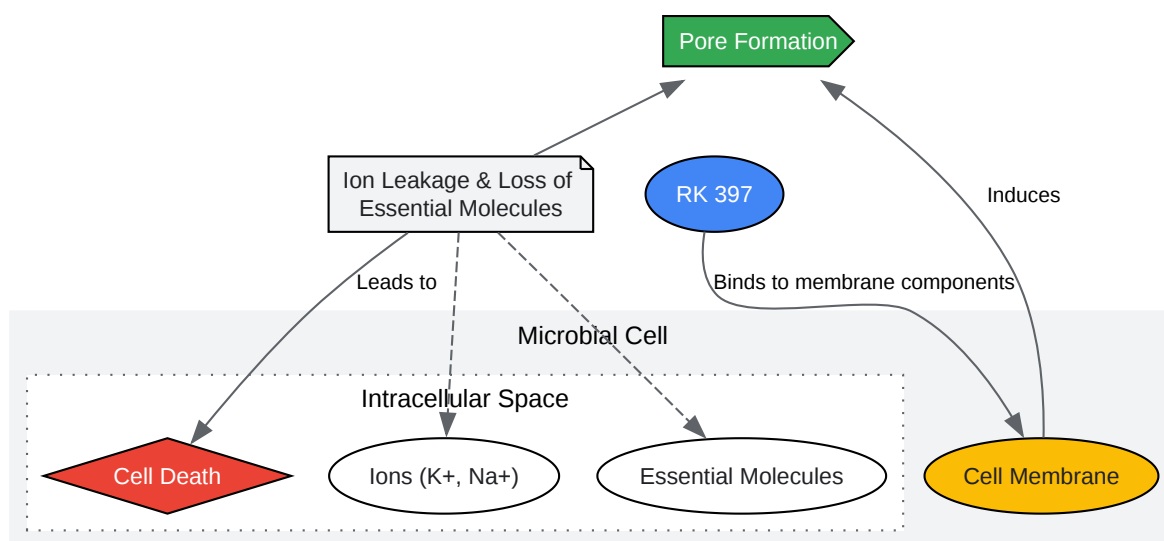 Pore Formation
Ion Leakage & Loss of
Essential Molecules
RK 397
Induces
Leads to
Binds to membrane components
Microbial Cell
Intracellular Space
Cell Death
Ions (K+, Na+)
Essential Molecules
Cell Membrane